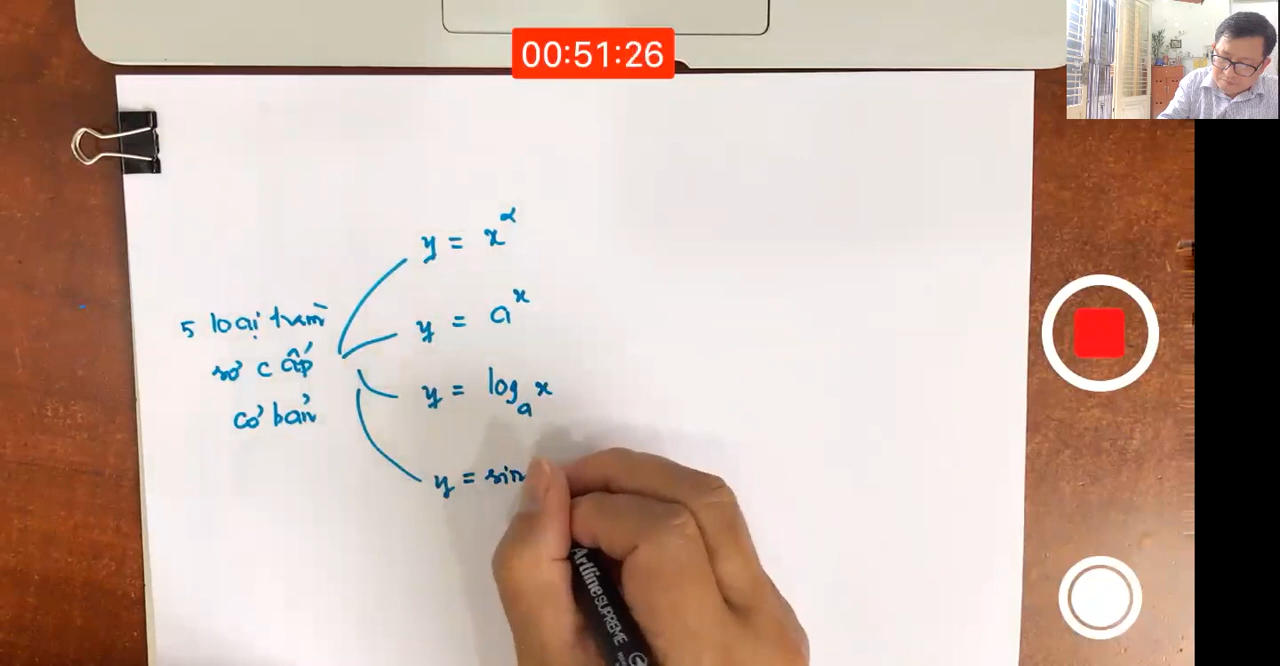 00:51:26
y = x^α
y = a^x
5 loại hàm
sơ cấp
cơ bản
y = log_a x
y = sin
Artline SUPREME